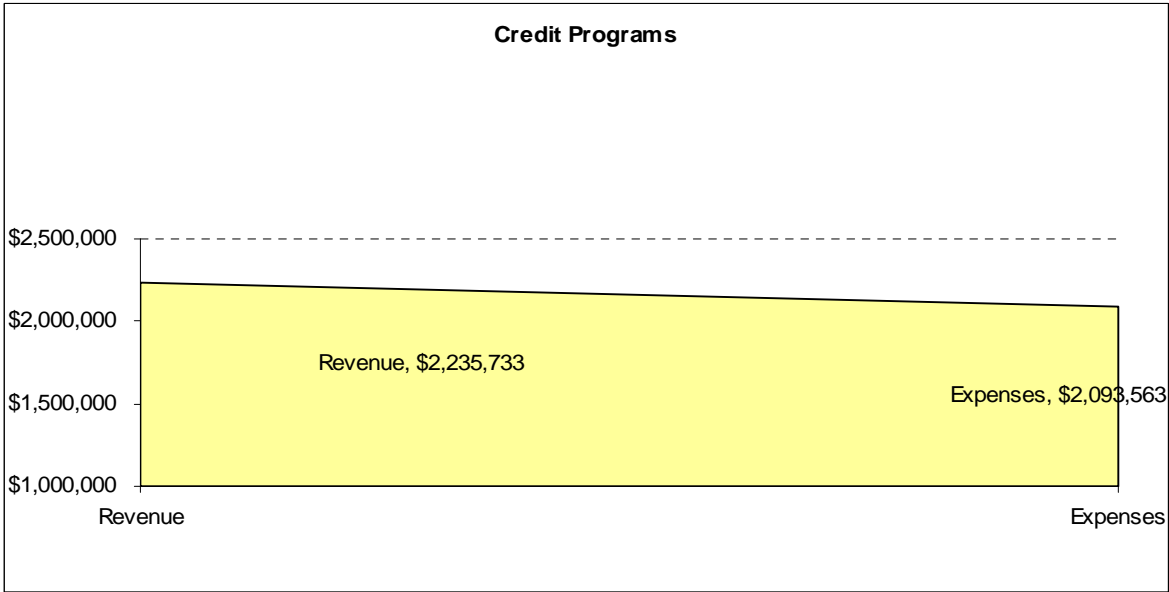 Credit Programs
$2,500,000
$2,000,000
Revenue, $2,235,733
Expenses, $2,093,563
$1,500,000
$1,000,000
Revenue
Expenses